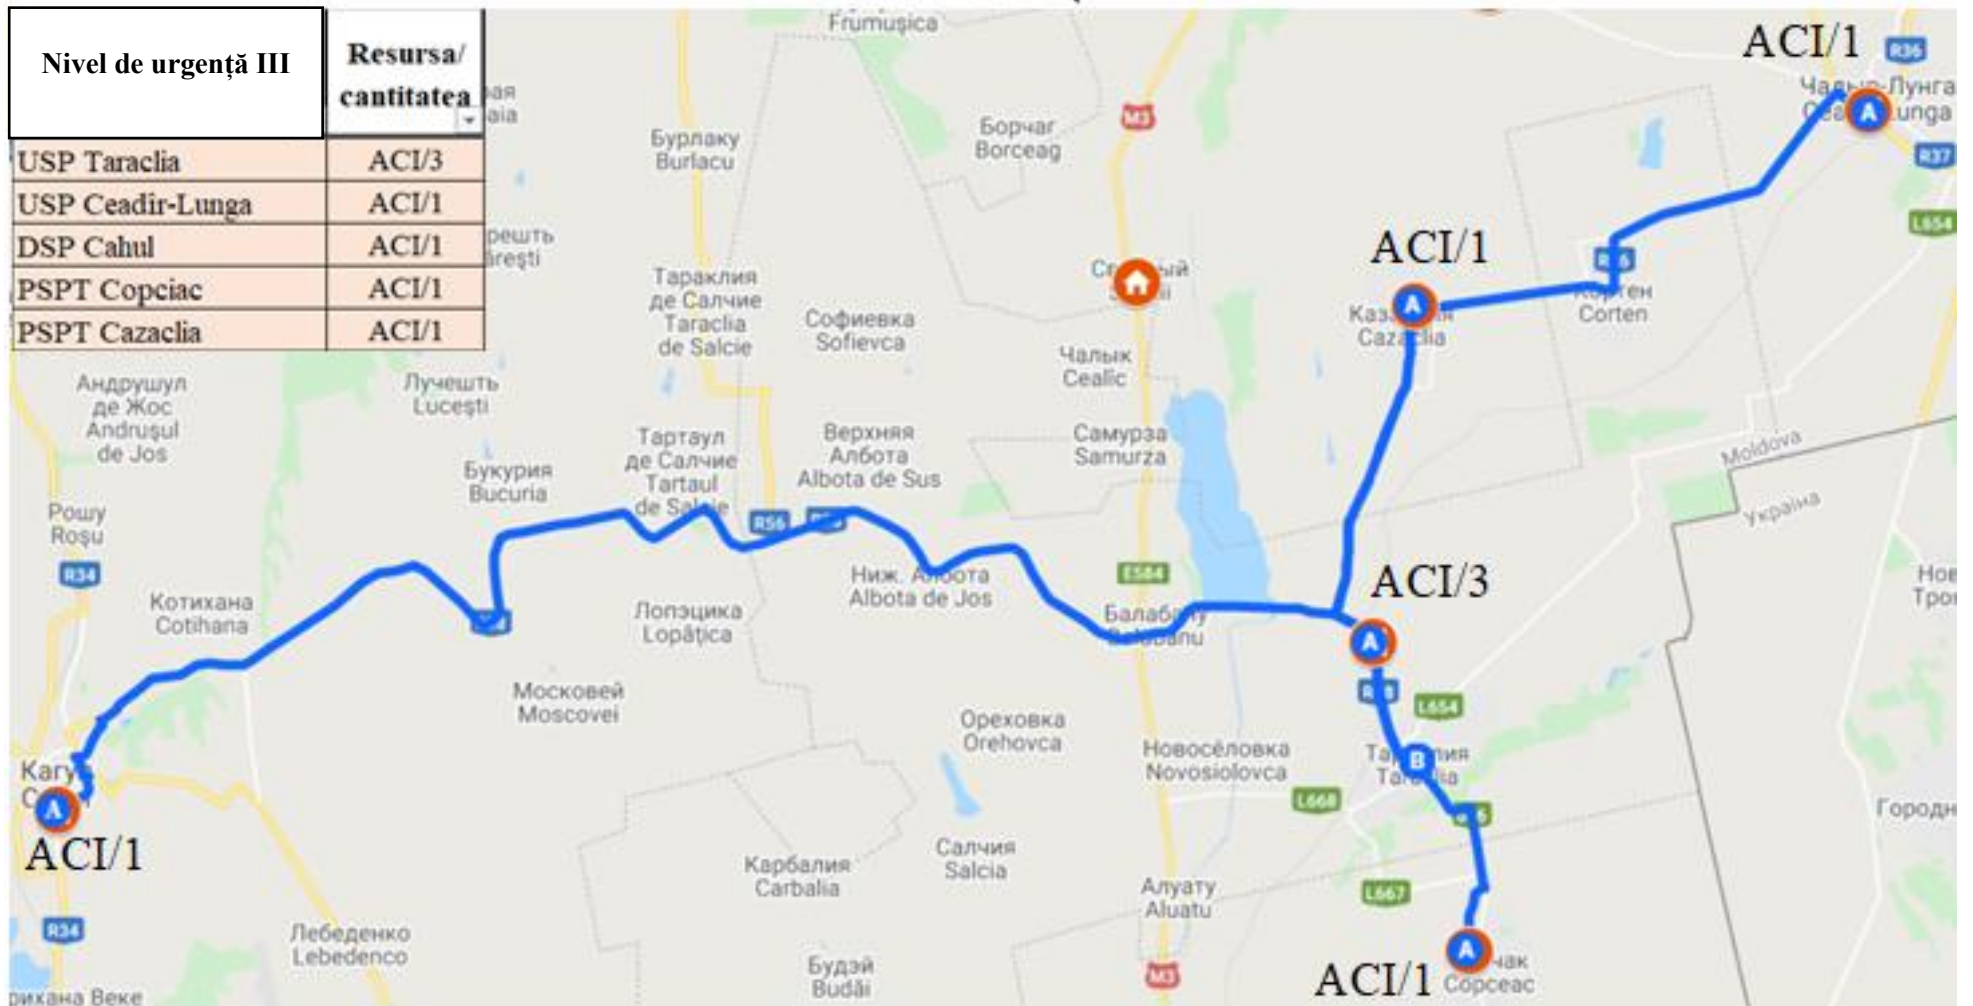 Nivel de urgență III
Resursa/
cantitatea
USP Taraclia
ACI/3
USP Ceadîr-Lunga
ACI/1
DSP Cahul
ACI/1
PSPT Copciac
ACI/1
PSPT Cazaclia
ACI/1
Frumușica
ACI/1
R36
R37
L654
Бурлаку
Burlacu
M3
Борчаг
Borceag
A
ACI/1
Тараклия
де Салчие
Taraclia
de Salcie
Софиевка
Sofievca
A
Corten
Чалык
Cealîc
Андрушул
де Жос
Andrușul
de Jos
Лучешть
Lucești
Тартаул
де Салчие
Tartaul
Верхняя
Албота
Albota de Sus
Самурза
Samurza
Moldova
Україна
Букурия
Bucuria
Рошу
Roșu
R56
R34
Котихана
Cotihana
Albota de Jos
E584
ACI/3
Лопэцика
Lopățica
A
L654
Московей
Moscovei
Ореховка
Orehovca
Новосёловка
Novosiolovca
B
L668
A
ACI/1
Карбалия
Carbalia
Салчия
Salcia
Алуату
Aluatu
L667
R34
Лебеденко
Lebedenco
Будэй
Budăi
M3
A
ACI/1
Copceac